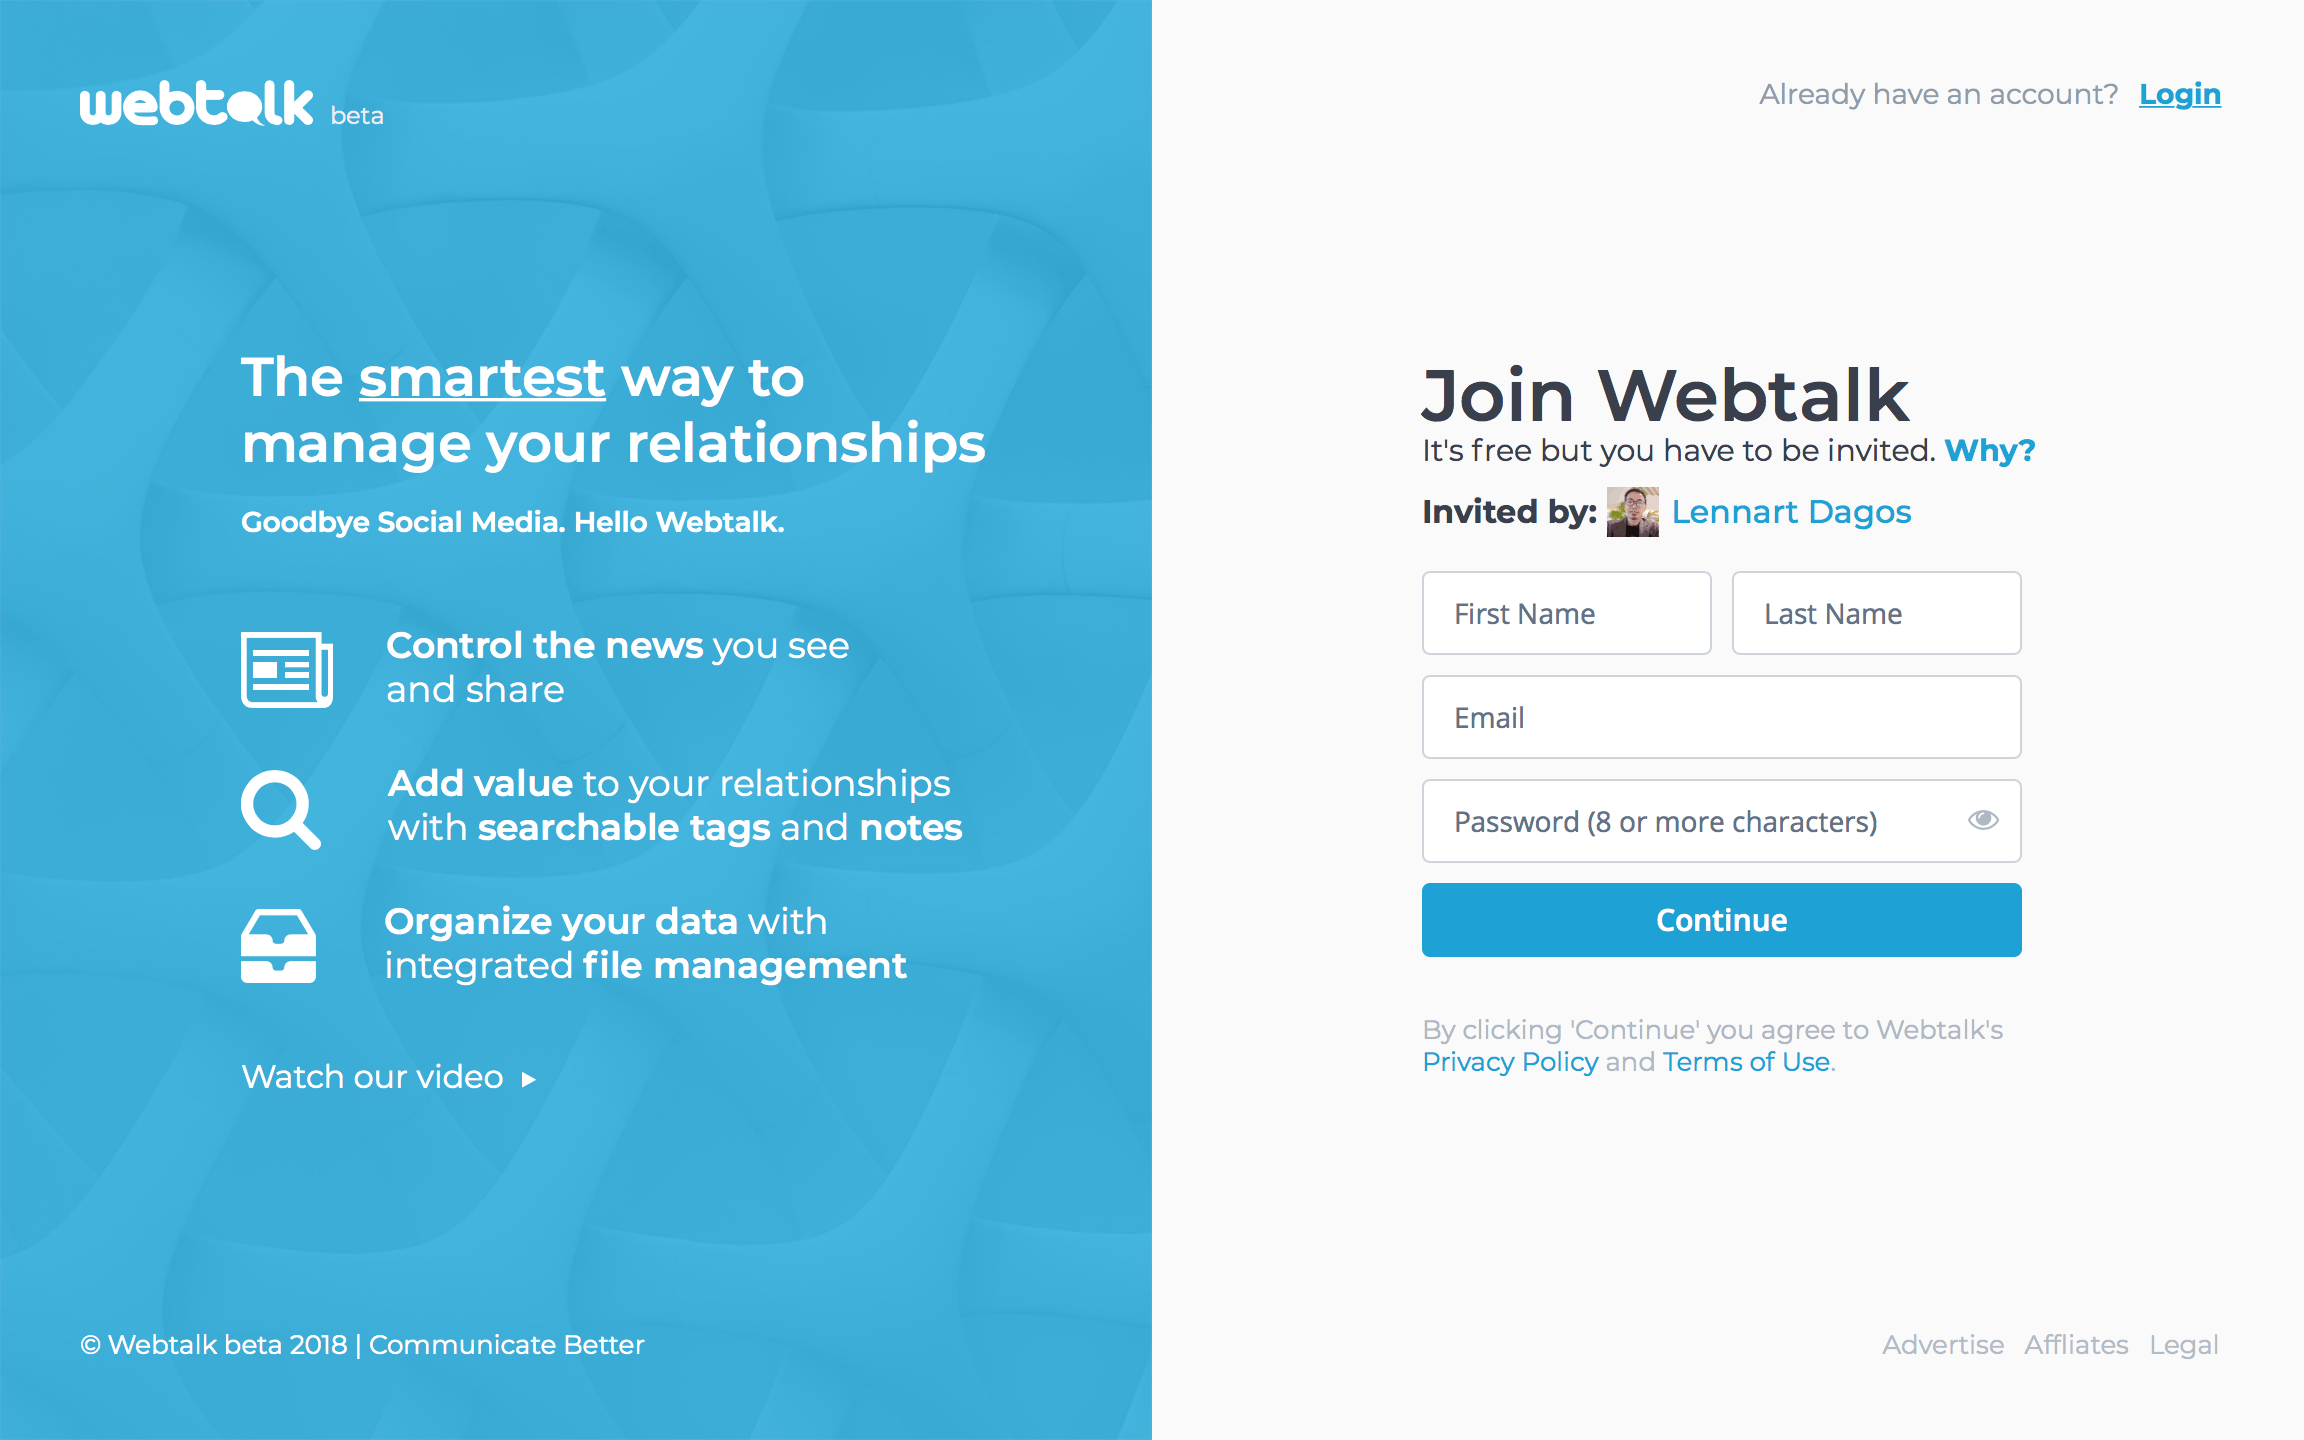 webtalk beta
Already have an account? Login
The smartest way to
manage your relationships
Goodbye Social Media. Hello Webtalk.
Control the news you see
and share
Add value to your relationships
with searchable tags and notes
Organize your data with
integrated file management
Watch our video
© Webtalk beta 2018 | Communicate Better
Join Webtalk
It's free but you have to be invited. Why?
Invited by: Lennart Dagos
First Name Last Name
Email
Password (8 or more characters)
Continue
By clicking 'Continue' you agree to Webtalk's
Privacy Policy and Terms of Use.
Advertise Affliates Legal